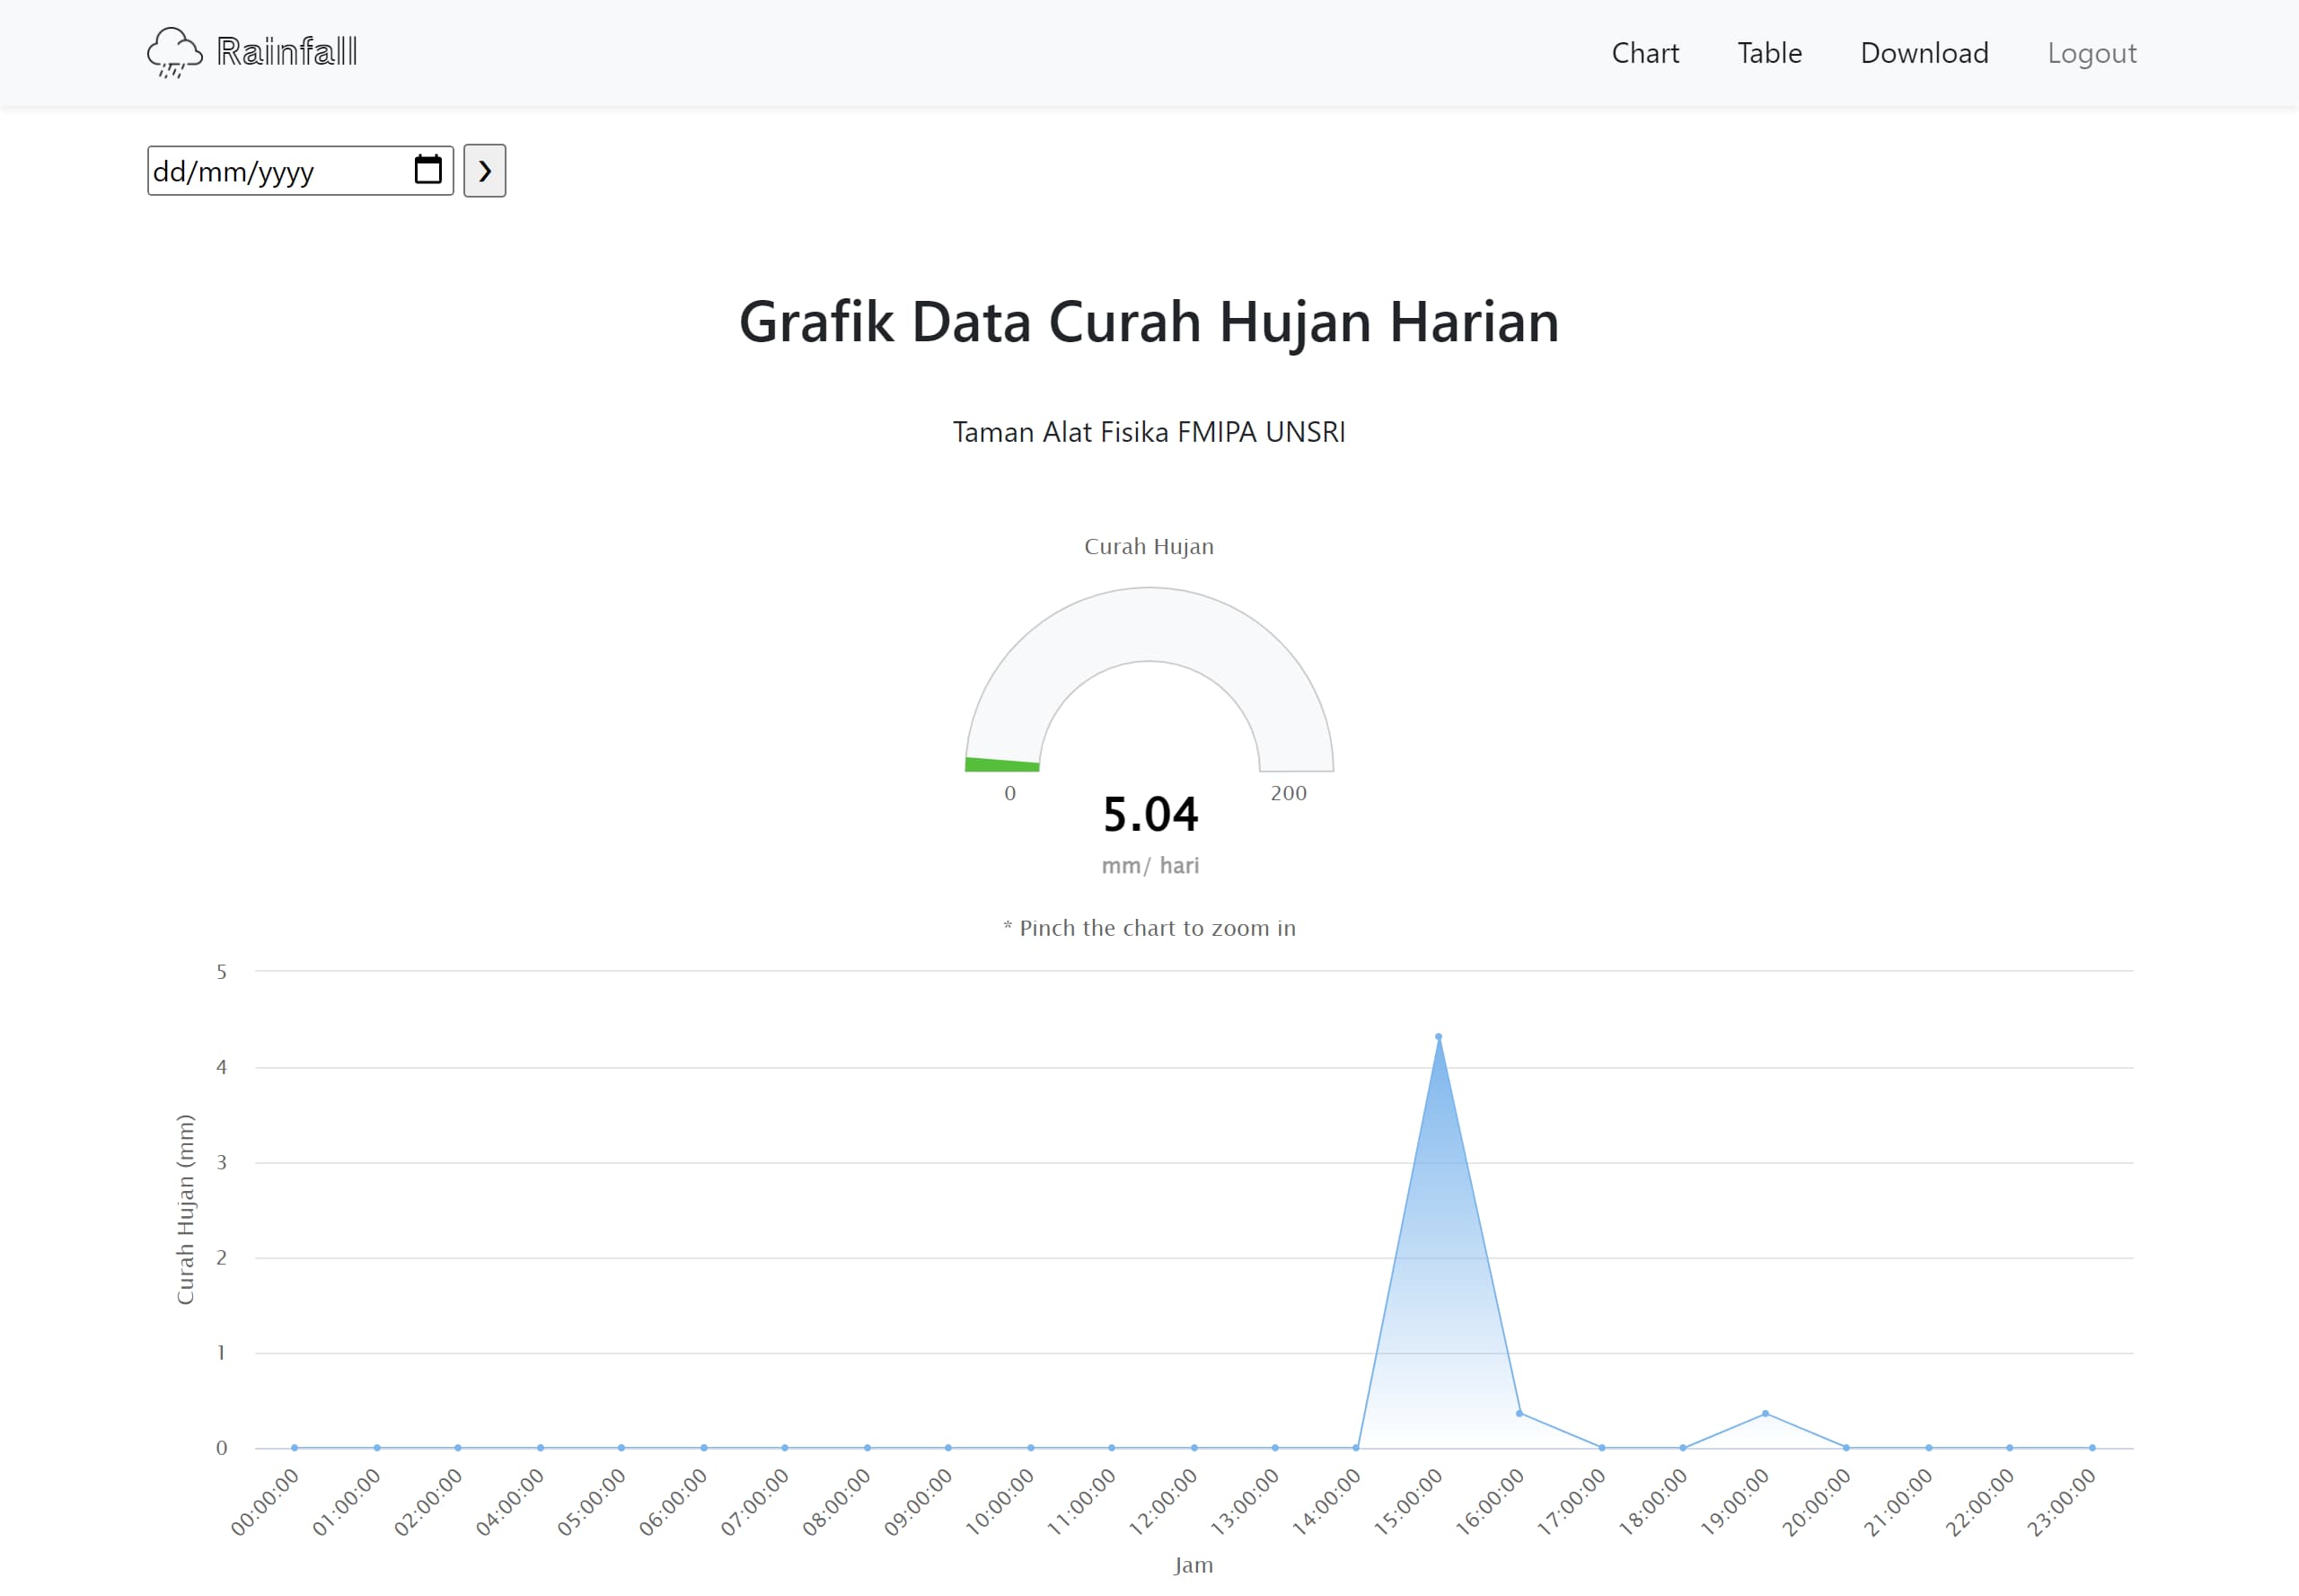 Rainfall
Chart Table Download Logout
dd/mm/yyyy
Grafik Data Curah Hujan Harian
Taman Alat Fisika FMIPA UNSRI
Curah Hujan
0 200
5.04
mm/ hari
* Pinch the chart to zoom in
5
4
3
2
1
0
Curah Hujan (mm)
00:00:00 01:00:00 02:00:00 04:00:00 05:00:00 06:00:00 07:00:00 08:00:00 09:00:00 10:00:00 11:00:00 12:00:00 13:00:00 14:00:00 15:00:00 16:00:00 17:00:00 18:00:00 19:00:00 20:00:00 21:00:00 22:00:00 23:00:00
Jam